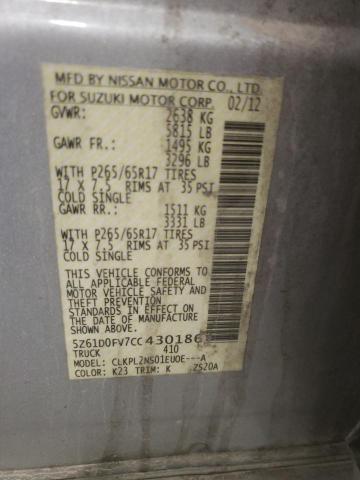 MFD BY NISSAN MOTOR CO., LTD.
FOR SUZUKI MOTOR CORP. 02/12
GVWR: 2638 KG
5815 LB
GAWR FR.: 1495 KG
3296 LB
WITH P265/65R17 TIRES
17 X 7.5 RIMS AT 35 PSI
COLD SINGLE
GAWR RR.: 1511 KG
3331 LB
WITH P265/65R17 TIRES
17 X 7.5 RIMS AT 35 PSI
COLD SINGLE
THIS VEHICLE CONFORMS TO
ALL APPLICABLE FEDERAL
MOTOR VEHICLE SAFETY AND
THEFT PREVENTION
STANDARDS IN EFFECT ON
THE DATE OF MANUFACTURE
SHOWN ABOVE.
5Z61D0FV7CC430186
TRUCK 410
MODEL: CLKPL2NS01EU0E---A
COLOR: K23 TRIM: K ZS20A